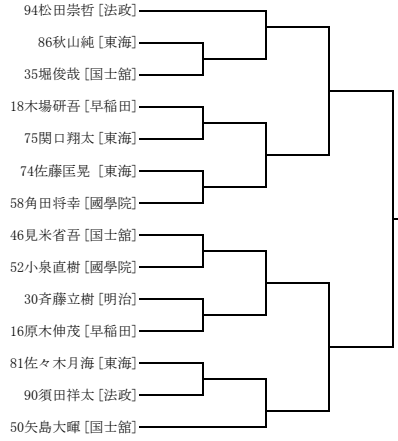 94松田崇哲 [法政]
86秋山純 [東海]
35堀俊哉 [国士舘]
18木場研吾 [早稲田]
75関口翔太 [東海]
74佐藤匡晃 [東海]
58角田将幸 [國學院]
46見米省吾 [国士舘]
52小泉直樹 [國學院]
30斉藤立樹 [明治]
16原木伸茂 [早稲田]
81佐々木月海 [東海]
90須田祥太 [法政]
50矢島大暉 [国士舘]